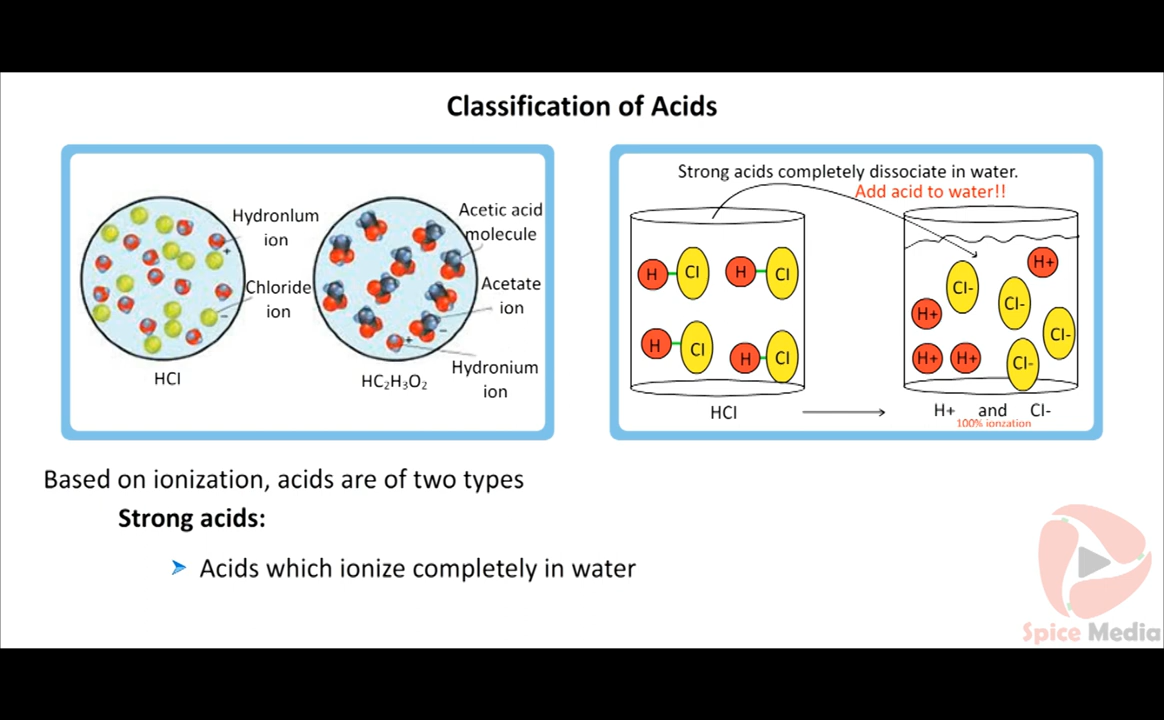 Classification of Acids
Hydronlum
ion
Chloride
ion
+
−
HCl
Acetic acid
molecule
Acetate
ion
Hydronium
ion
+
−
HC₂H₃O₂
Strong acids completely dissociate in water.
Add acid to water!!
H Cl H Cl
H Cl H Cl
H+
Cl-
Cl-
H+
Cl-
H+ H+ Cl-
HCl
H+ and Cl-
100% ionzation
Based on ionization, acids are of two types
Strong acids:
➤ Acids which ionize completely in water
Spice Media